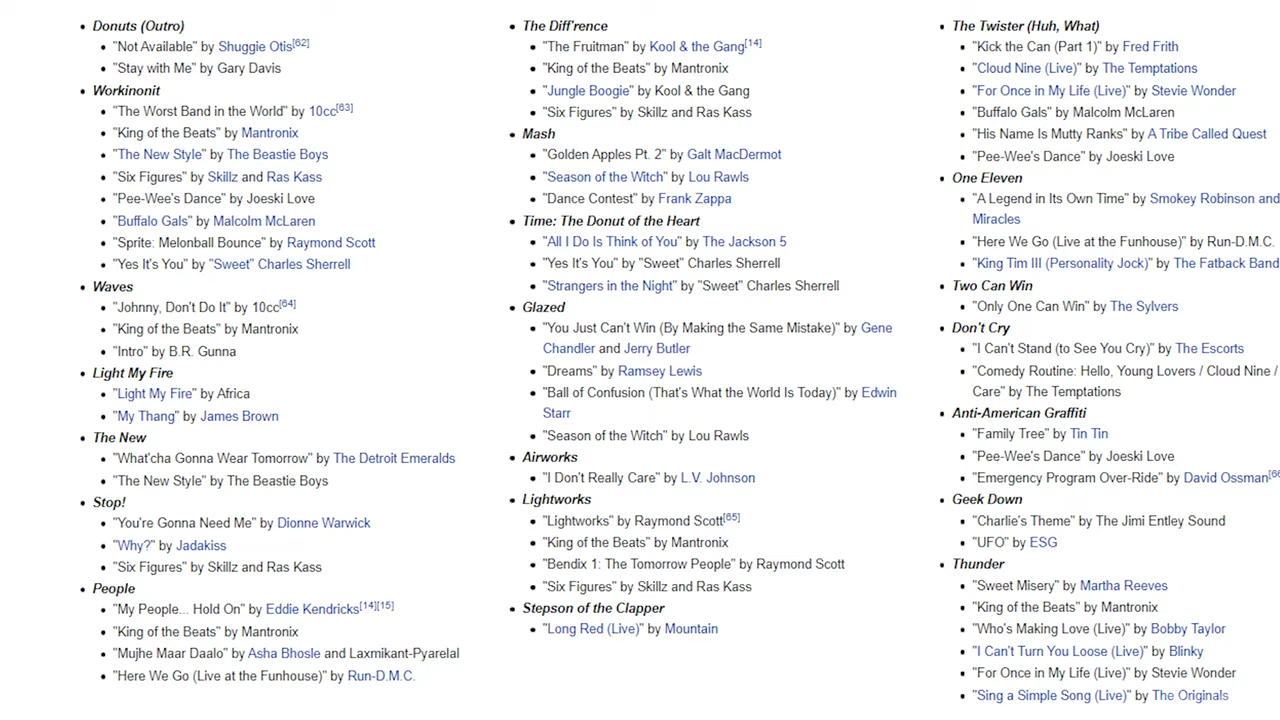 Donuts (Outro)
"Not Available" by Shuggie Otis[62]
"Stay with Me" by Gary Davis
Workinonit
"The Worst Band in the World" by 10cc[63]
"King of the Beats" by Mantronix
"The New Style" by The Beastie Boys
"Six Figures" by Skillz and Ras Kass
"Pee-Wee's Dance" by Joeski Love
"Buffalo Gals" by Malcolm McLaren
"Sprite: Melonball Bounce" by Raymond Scott
"Yes It's You" by "Sweet" Charles Sherrell
Waves
"Johnny, Don't Do It" by 10cc[64]
"King of the Beats" by Mantronix
"Intro" by B.R. Gunna
Light My Fire
"Light My Fire" by Africa
"My Thang" by James Brown
The New
"What'cha Gonna Wear Tomorrow" by The Detroit Emeralds
"The New Style" by The Beastie Boys
Stop!
"You're Gonna Need Me" by Dionne Warwick
"Why?" by Jadakiss
"Six Figures" by Skillz and Ras Kass
People
"My People... Hold On" by Eddie Kendricks[14][15]
"King of the Beats" by Mantronix
"Mujhe Maar Daalo" by Asha Bhosle and Laxmikant-Pyarelal
"Here We Go (Live at the Funhouse)" by Run-D.M.C.
The Diff'rence
"The Fruitman" by Kool & the Gang[14]
"King of the Beats" by Mantronix
"Jungle Boogie" by Kool & the Gang
"Six Figures" by Skillz and Ras Kass
Mash
"Golden Apples Pt. 2" by Galt MacDermot
"Season of the Witch" by Lou Rawls
"Dance Contest" by Frank Zappa
Time: The Donut of the Heart
"All I Do Is Think of You" by The Jackson 5
"Yes It's You" by "Sweet" Charles Sherrell
"Strangers in the Night" by "Sweet" Charles Sherrell
Glazed
"You Just Can't Win (By Making the Same Mistake)" by Gene
Chandler and Jerry Butler
"Dreams" by Ramsey Lewis
"Ball of Confusion (That's What the World Is Today)" by Edwin
Starr
"Season of the Witch" by Lou Rawls
Airworks
"I Don't Really Care" by L.V. Johnson
Lightworks
"Lightworks" by Raymond Scott[65]
"King of the Beats" by Mantronix
"Bendix 1: The Tomorrow People" by Raymond Scott
"Six Figures" by Skillz and Ras Kass
Stepson of the Clapper
"Long Red (Live)" by Mountain
The Twister (Huh, What)
"Kick the Can (Part 1)" by Fred Frith
"Cloud Nine (Live)" by The Temptations
"For Once in My Life (Live)" by Stevie Wonder
"Buffalo Gals" by Malcolm McLaren
"His Name Is Mutty Ranks" by A Tribe Called Quest
"Pee-Wee's Dance" by Joeski Love
One Eleven
"A Legend in Its Own Time" by Smokey Robinson and
Miracles
"Here We Go (Live at the Funhouse)" by Run-D.M.C.
"King Tim III (Personality Jock)" by The Fatback Band
Two Can Win
"Only One Can Win" by The Sylvers
Don't Cry
"I Can't Stand (to See You Cry)" by The Escorts
"Comedy Routine: Hello, Young Lovers / Cloud Nine /
Care" by The Temptations
Anti-American Graffiti
"Family Tree" by Tin Tin
"Pee-Wee's Dance" by Joeski Love
"Emergency Program Over-Ride" by David Ossman
Geek Down
"Charlie's Theme" by The Jimi Entley Sound
"UFO" by ESG
Thunder
"Sweet Misery" by Martha Reeves
"King of the Beats" by Mantronix
"Who's Making Love (Live)" by Bobby Taylor
"I Can't Turn You Loose (Live)" by Blinky
"For Once in My Life (Live)" by Stevie Wonder
"Sing a Simple Song (Live)" by The Originals